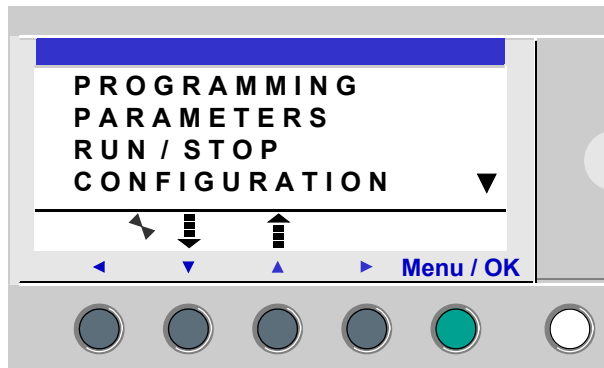 PROGRAMMING
PARAMETERS
RUN / STOP
CONFIGURATION
Menu / OK